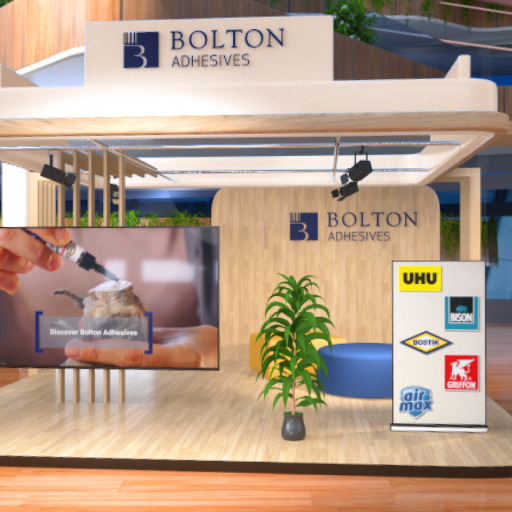 BOLTON
ADHESIVES
BOLTON
ADHESIVES
UHU
BISON
Discover Bolton Adhesives
BOSTIK
GRIFFON
air
max